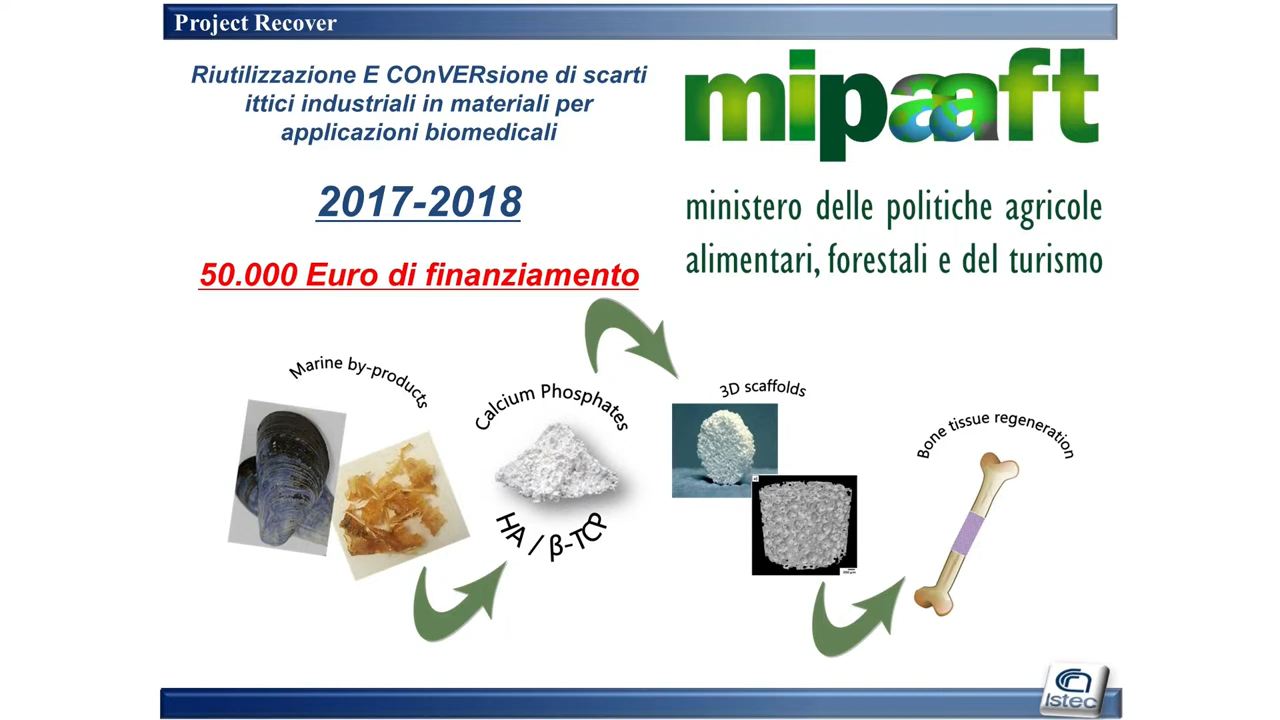 Project Recover
Riutilizzazione E COnVERsione di scarti
ittici industriali in materiali per
applicazioni biomedicali
2017-2018
50.000 Euro di finanziamento
mipaaft
ministero delle politiche agricole
alimentari, forestali e del turismo
Marine by-products
Calcium Phosphates
HA / β-TCP
3D scaffolds
Bone tissue regeneration
Istec